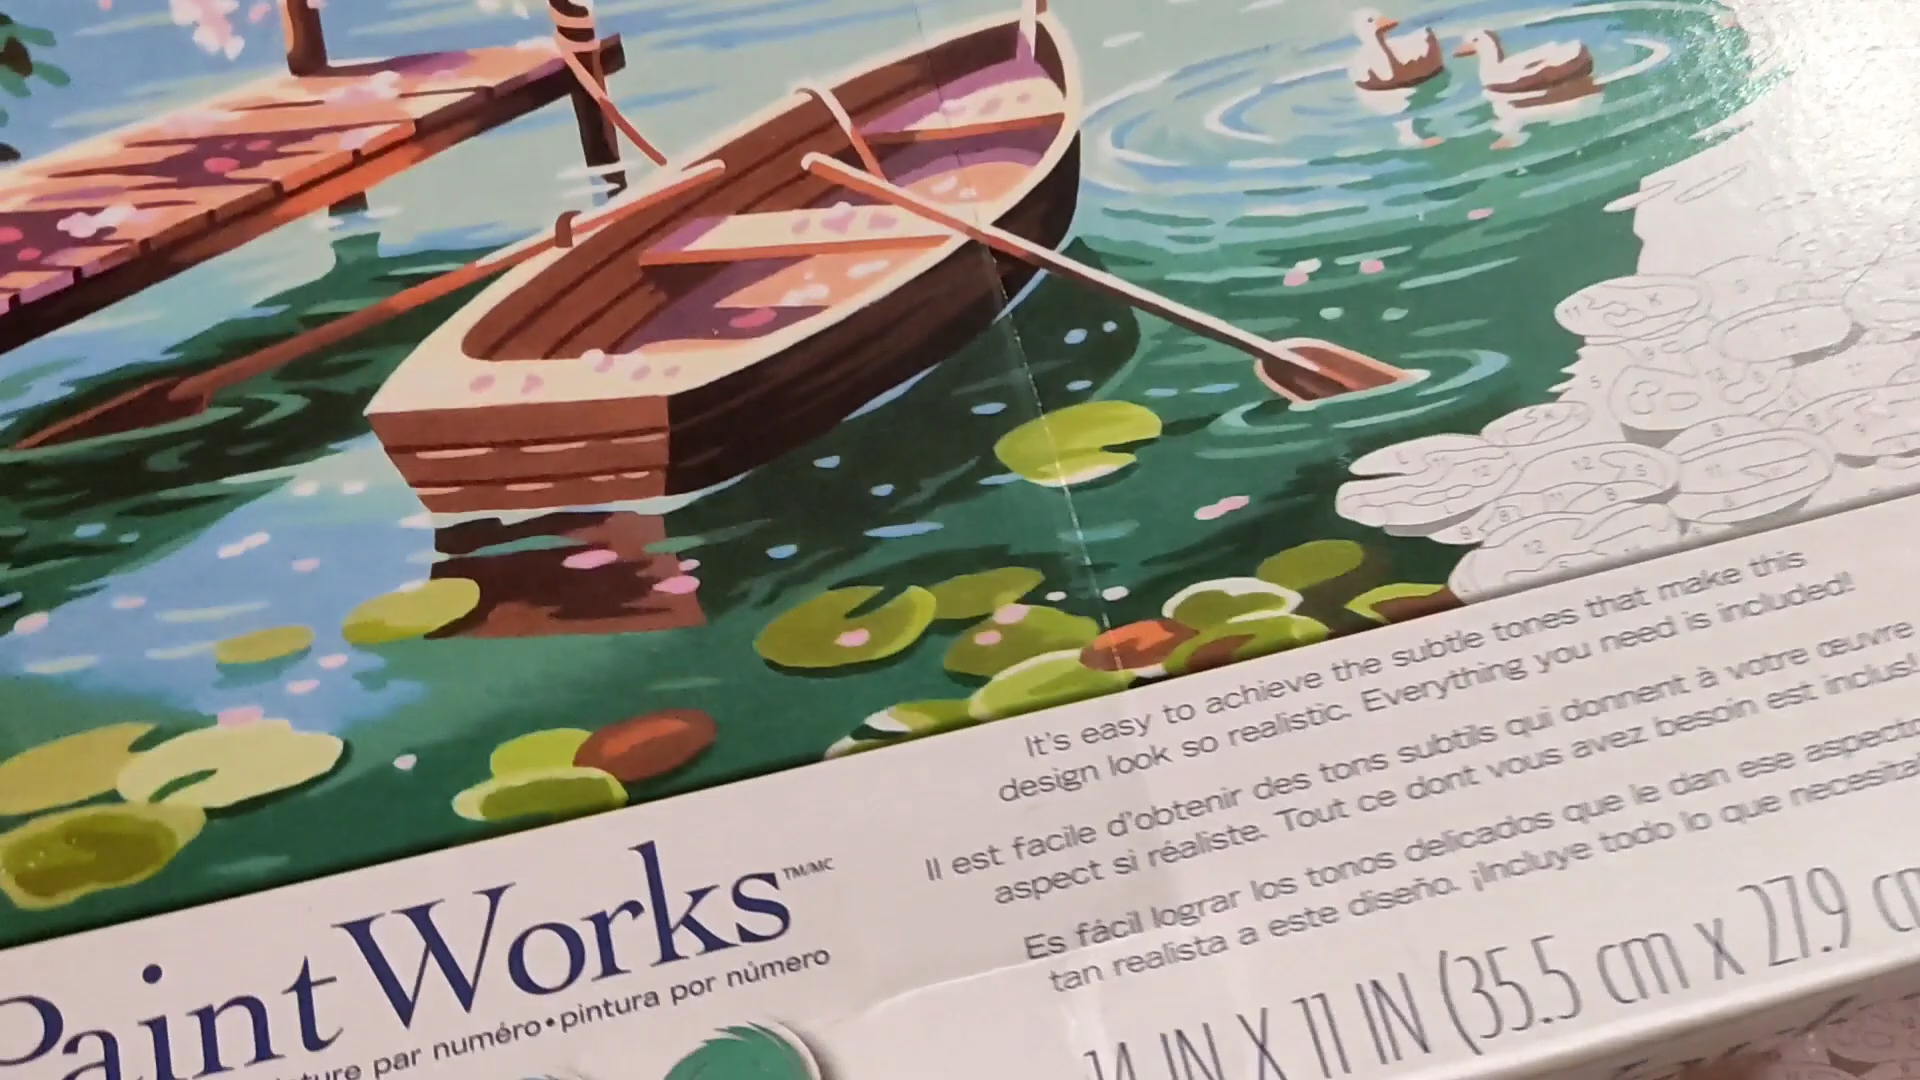 It's easy to achieve the subtle tones that make this
design look so realistic. Everything you need is included!
Il est facile d'obtenir des tons subtils qui donnent à votre œuvre
aspect si réaliste. Tout ce dont vous avez besoin est inclus!
Es fácil lograr los tonos delicados que le dan ese aspecto
tan realista a este diseño. ¡Incluye todo lo que necesita!
PaintWorks TM/MC
par numéro•pintura por número
14 IN X 11 IN (35.5 cm x 27.9 cm